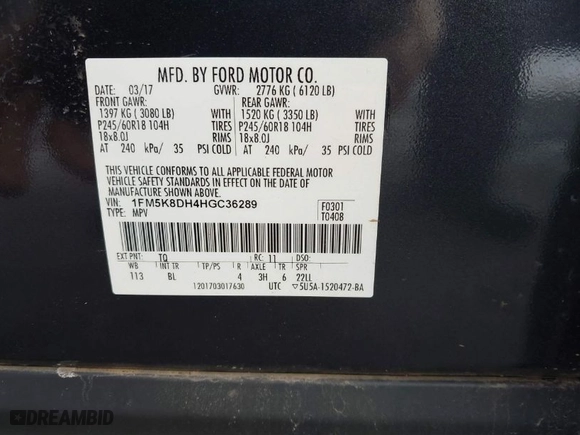 MFD. BY FORD MOTOR CO.
DATE: 03/17 GVWR: 2776 KG (6120 LB)
FRONT GAWR: REAR GAWR:
1397 KG (3080 LB) WITH 1520 KG (3350 LB) WITH
P245/60R18 104H TIRES P245/60R18 104H TIRES
18x8.0J RIMS 18x8.0J RIMS
AT 240 kPa/ 35 PSI COLD AT 240 kPa/ 35 PSI COLD
THIS VEHICLE CONFORMS TO ALL APPLICABLE FEDERAL MOTOR
VEHICLE SAFETY STANDARDS IN EFFECT ON THE DATE OF
MANUFACTURE SHOWN ABOVE.
VIN: 1FM5K8DH4HGC36289 F0301
TYPE: MPV T0408
EXT PNT: TQ RC: 11 DSO:
WB INT TR TP/PS R AXLE TR SPR
113 BL 4 3H 6 22LL
1201703017630 UTC ▽5U5A-1520472-BA
DREAMBID